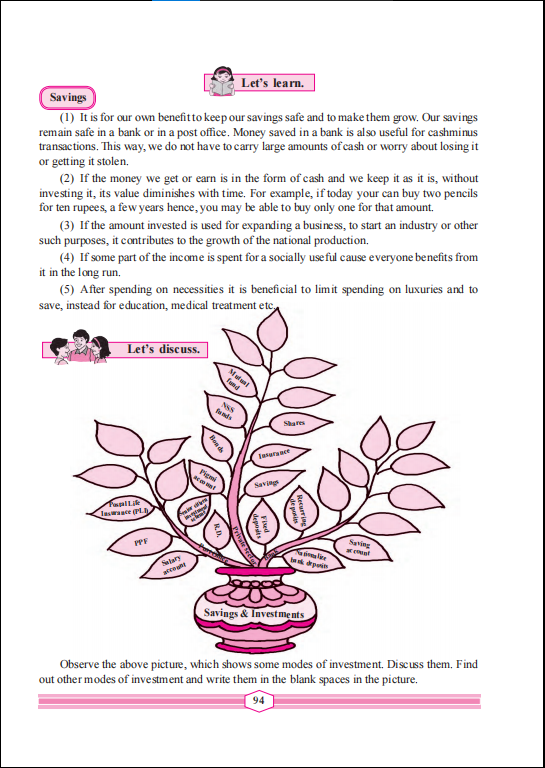 Let's learn.
Savings
(1) It is for our own benefit to keep our savings safe and to make them grow. Our savings
remain safe in a bank or in a post office. Money saved in a bank is also useful for cashminus
transactions. This way, we do not have to carry large amounts of cash or worry about losing it
or getting it stolen.
(2) If the money we get or earn is in the form of cash and we keep it as it is, without
investing it, its value diminishes with time. For example, if today your can buy two pencils
for ten rupees, a few years hence, you may be able to buy only one for that amount.
(3) If the amount invested is used for expanding a business, to start an industry or other
such purposes, it contributes to the growth of the national production.
(4) If some part of the income is spent for a socially useful cause everyone benefits from
it in the long run.
(5) After spending on necessities it is beneficial to limit spending on luxuries and to
save, instead for education, medical treatment etc.
Let's discuss.
Mutual
fund
NSS
funds
Shares
Bonds
Insurance
Pigmi
account
Savings
Postal Life
Insurance (PLI)
Senior citizen
investment
scheme
Recurring
deposits
Fixed
deposits
R.D.
PPF
Salary
account
Private sector
Nationalize
bank deposits
Saving
account
Savings & Investments
Observe the above picture, which shows some modes of investment. Discuss them. Find
out other modes of investment and write them in the blank spaces in the picture.
94